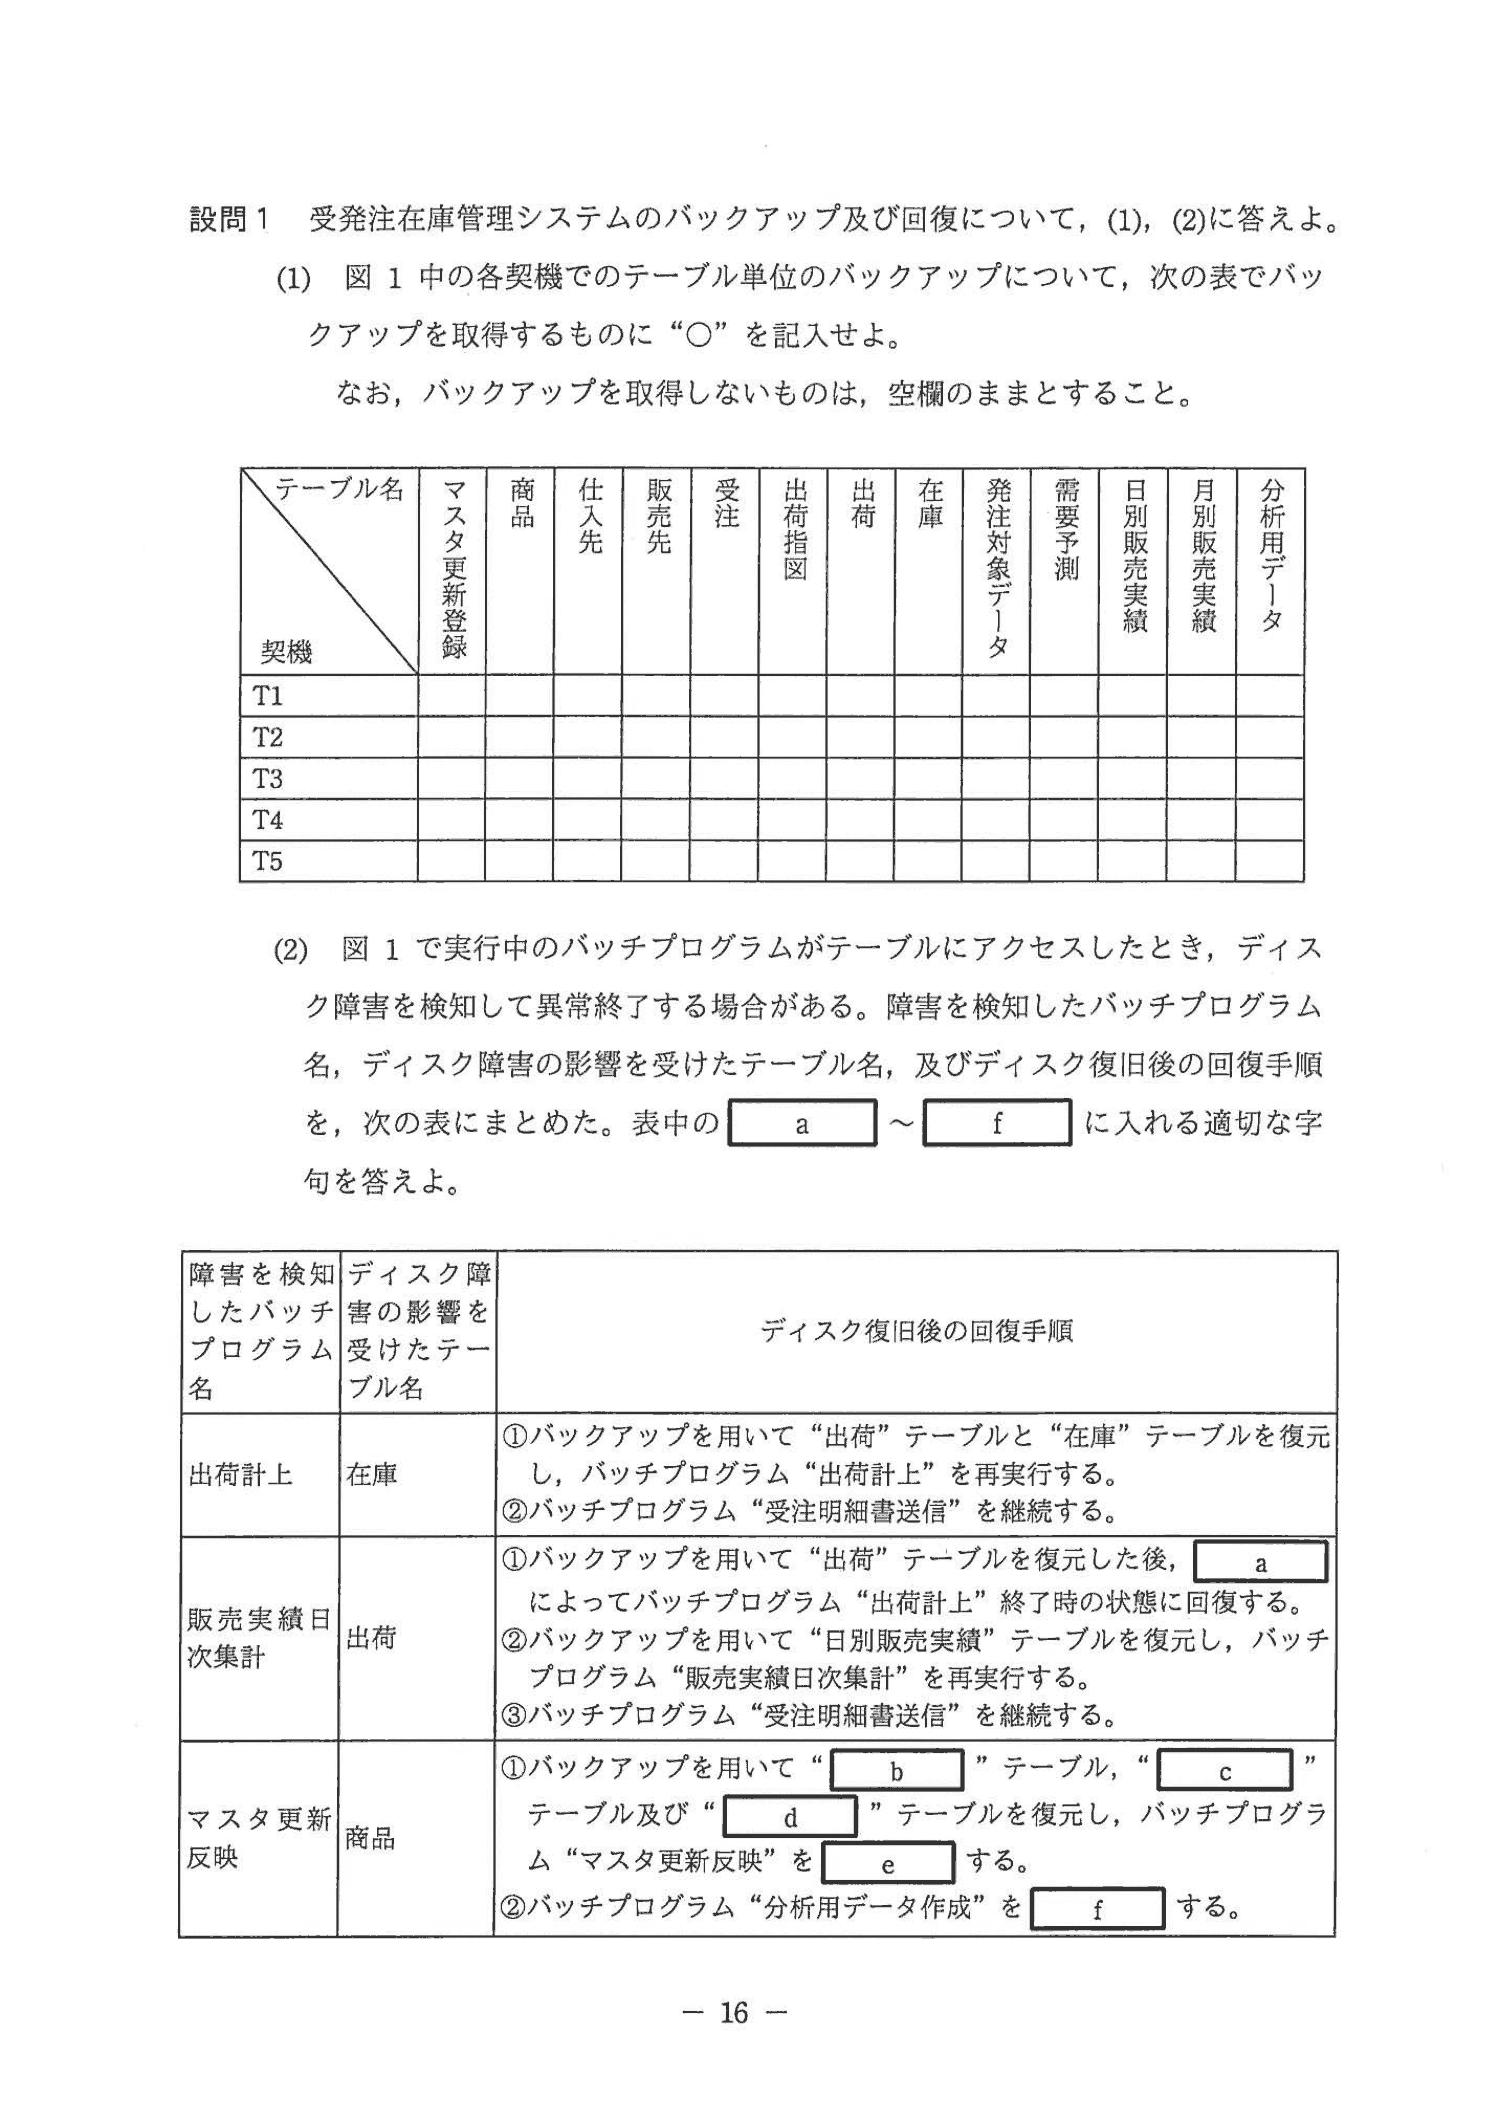 設問1 受発注在庫管理システムのバックアップ及び回復について，(1)，(2)に答えよ。
(1) 図 1 中の各契機でのテーブル単位のバックアップについて，次の表でバッ
クアップを取得するものに“○”を記入せよ。
なお，バックアップを取得しないものは，空欄のままとすること。
テーブル名
契機
マスタ更新登録
商品
仕入先
販売先
受注
出荷指図
出荷
在庫
発注対象データ
需要予測
日別販売実績
月別販売実績
分析用データ
T1
T2
T3
T4
T5
(2) 図 1 で実行中のバッチプログラムがテーブルにアクセスしたとき，ディス
ク障害を検知して異常終了する場合がある。障害を検知したバッチプログラム
名，ディスク障害の影響を受けたテーブル名，及びディスク復旧後の回復手順
を，次の表にまとめた。表中の a ～ f に入れる適切な字
句を答えよ。
障害を検知
したバッチ
プログラム
名
ディスク障
害の影響を
受けたテー
ブル名
ディスク復旧後の回復手順
出荷計上
在庫
①バックアップを用いて“出荷”テーブルと“在庫”テーブルを復元
し，バッチプログラム“出荷計上”を再実行する。
②バッチプログラム“受注明細書送信”を継続する。
販売実績日
次集計
出荷
①バックアップを用いて“出荷”テーブルを復元した後， a
によってバッチプログラム“出荷計上”終了時の状態に回復する。
②バックアップを用いて“日別販売実績”テーブルを復元し，バッチ
プログラム“販売実績日次集計”を再実行する。
③バッチプログラム“受注明細書送信”を継続する。
マスタ更新
反映
商品
①バックアップを用いて“ b ”テーブル，“ c ”
テーブル及び“ d ”テーブルを復元し，バッチプログラ
ム“マスタ更新反映”を e する。
②バッチプログラム“分析用データ作成”を f する。
－ 16 －